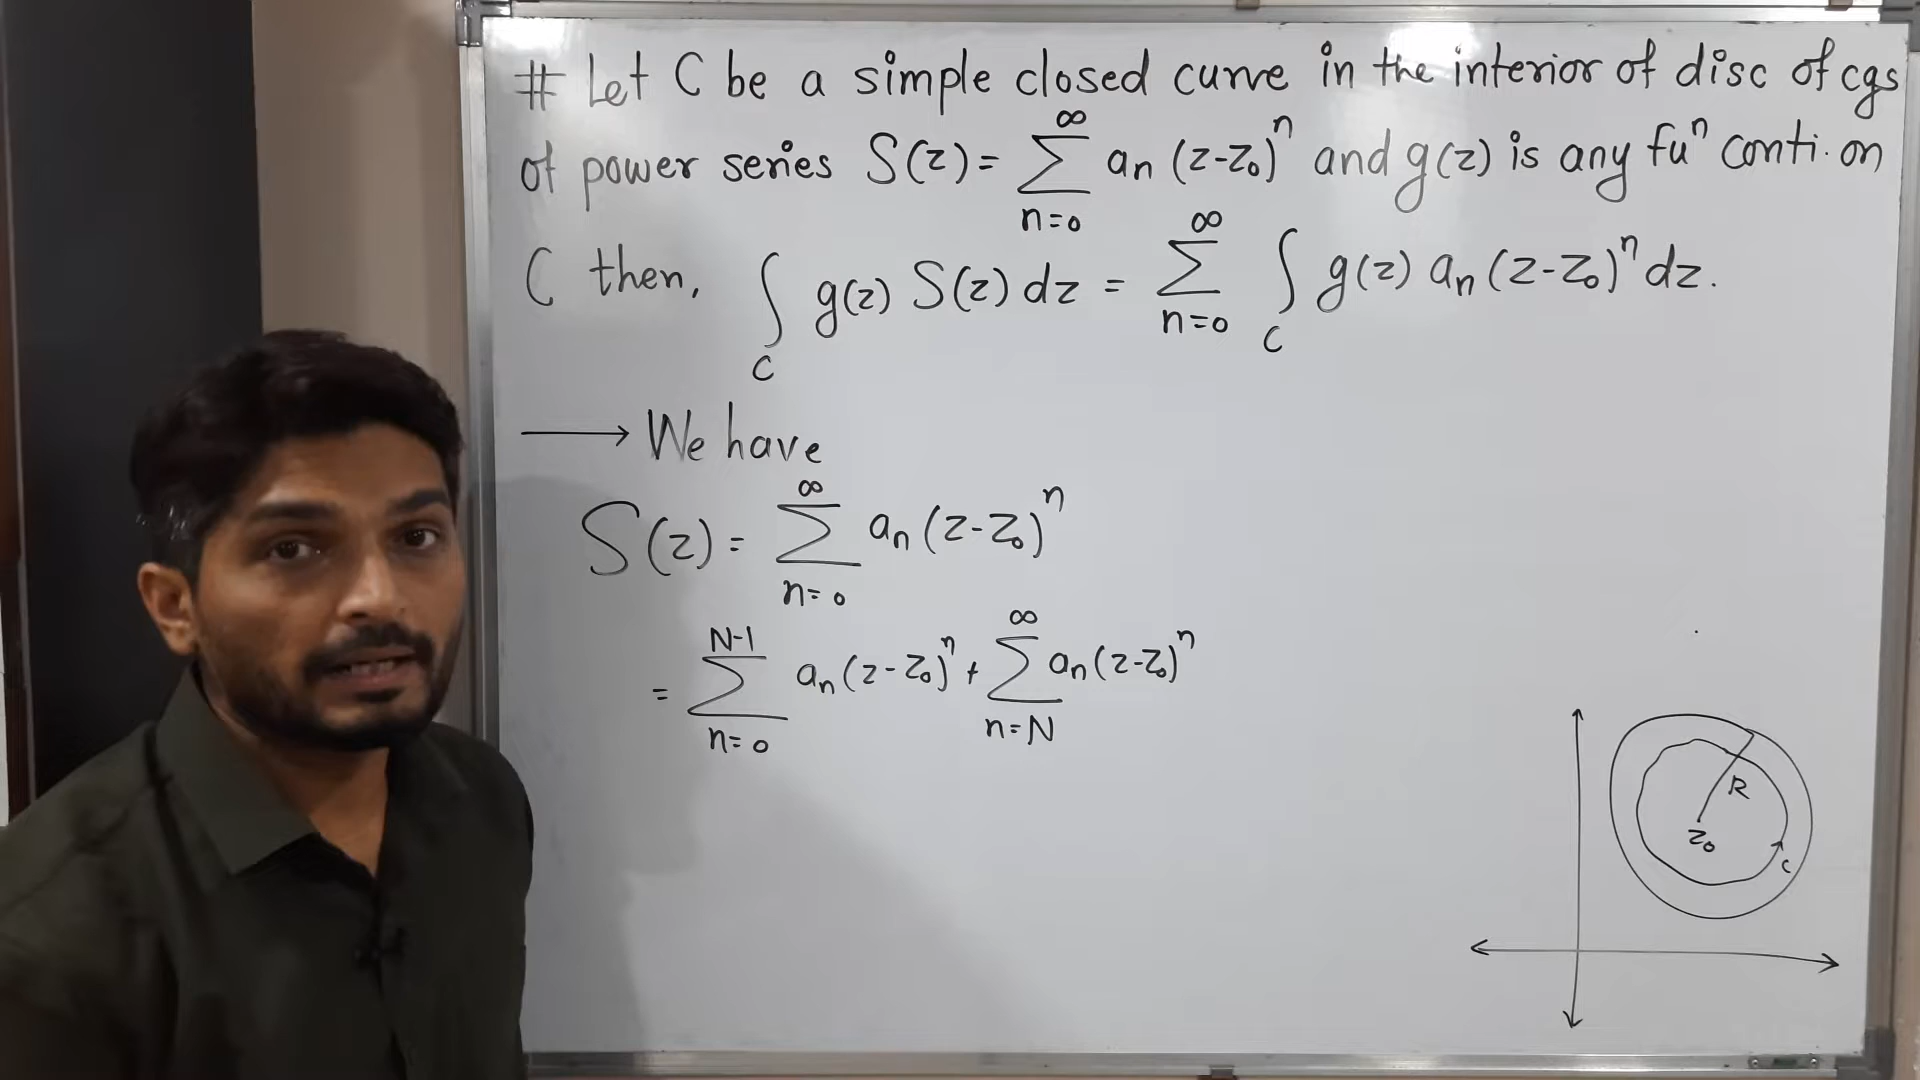 # Let C be a simple closed curve in the interior of disc of cgs
of power series S(z) = ∑_{n=0}^{∞} aₙ (z-z₀)ⁿ and g(z) is any fuⁿ conti. on
C then, ∫_C g(z) S(z) dz = ∑_{n=0}^{∞} ∫_C g(z) aₙ (z-z₀)ⁿ dz.
→ We have
S(z) = ∑_{n=0}^{∞} aₙ (z-z₀)ⁿ
= ∑_{n=0}^{N-1} aₙ (z-z₀)ⁿ + ∑_{n=N}^{∞} aₙ (z-z₀)ⁿ
R
z₀
C